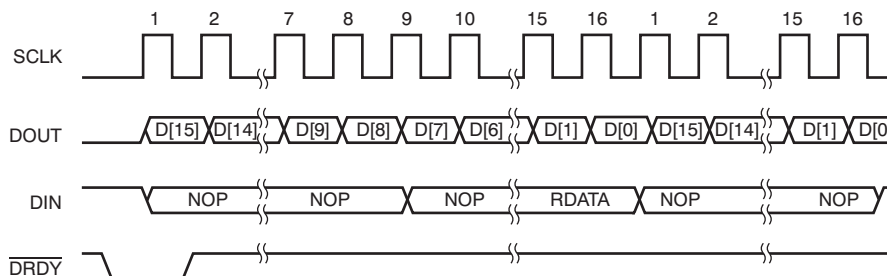 1 2 7 8 9 10 15 16 1 2 15 16
SCLK
DOUT D[15] D[14] D[9] D[8] D[7] D[6] D[1] D[0] D[15] D[14] D[1] D[0
DIN NOP NOP NOP RDATA NOP NOP
DRDY